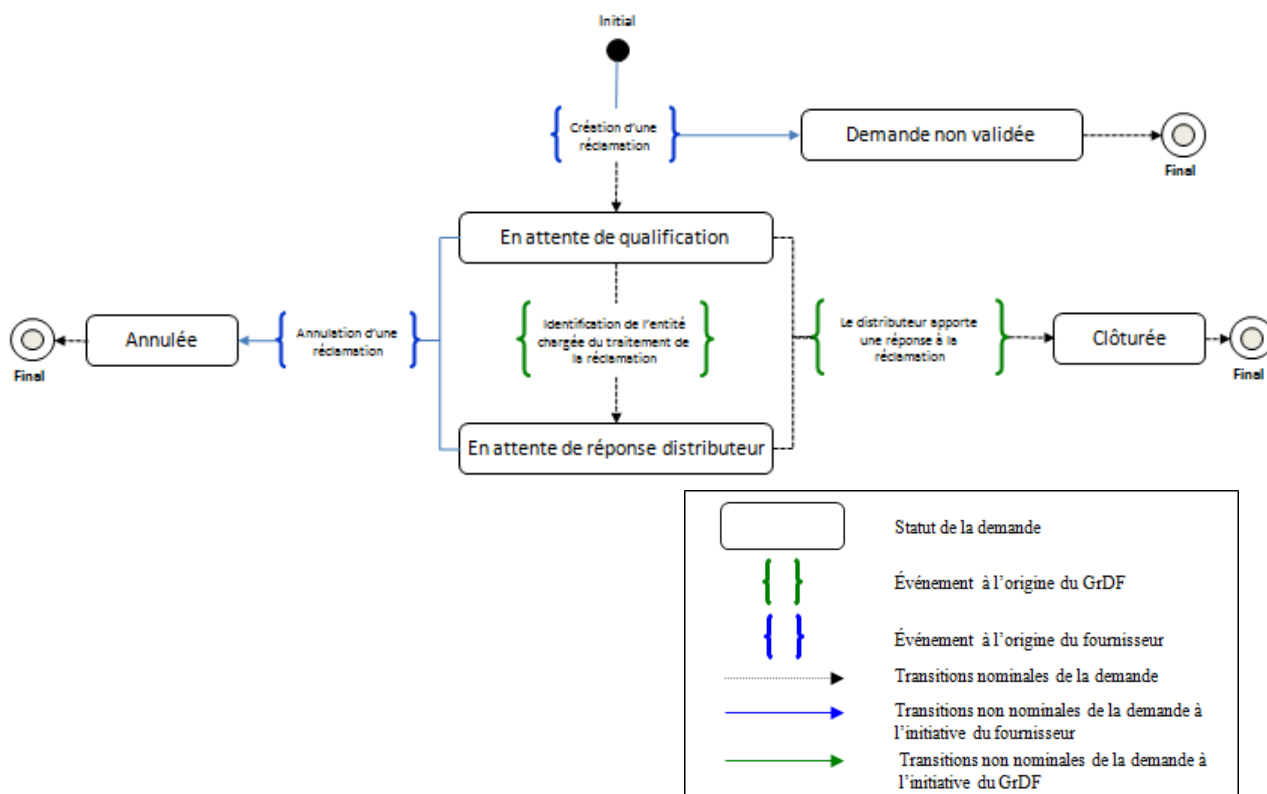 Initial
Création d'une
réclamation
Demande non validée
Final
En attente de qualification
Identification de l'entité
chargée du traitement de
la réclamation
Annulation d'une
réclamation
Annulée
Final
Le distributeur apporte
une réponse à la
réclamation
Clôturée
Final
En attente de réponse distributeur
Statut de la demande
Événement à l'origine du GrDF
Événement à l'origine du fournisseur
Transitions nominales de la demande
Transitions non nominales de la demande à
l'initiative du fournisseur
Transitions non nominales de la demande à
l'initiative du GrDF